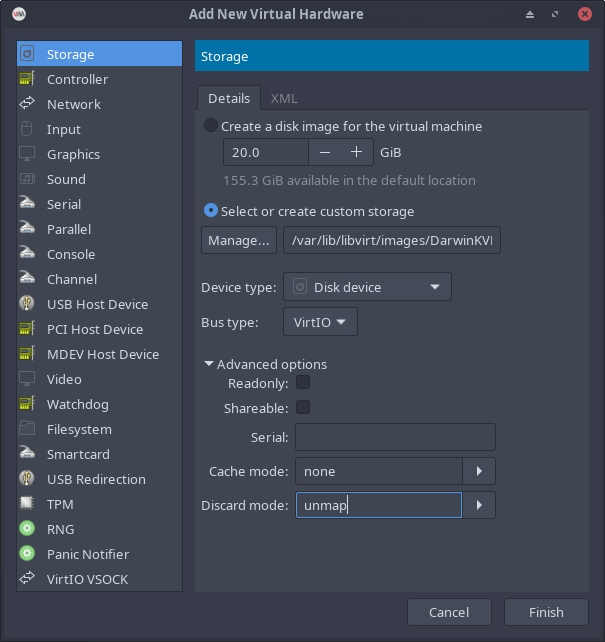 Add New Virtual Hardware
Storage
Controller
Network
Input
Graphics
Sound
Serial
Parallel
Console
Channel
USB Host Device
PCI Host Device
MDEV Host Device
Video
Watchdog
Filesystem
Smartcard
USB Redirection
TPM
RNG
Panic Notifier
VirtIO VSOCK
Storage
Details XML
Create a disk image for the virtual machine
20.0 − + GiB
155.3 GiB available in the default location
Select or create custom storage
Manage... /var/lib/libvirt/images/DarwinKV
Device type: Disk device
Bus type: VirtIO
Advanced options
Readonly:
Shareable:
Serial:
Cache mode: none
Discard mode: unmap
Cancel Finish